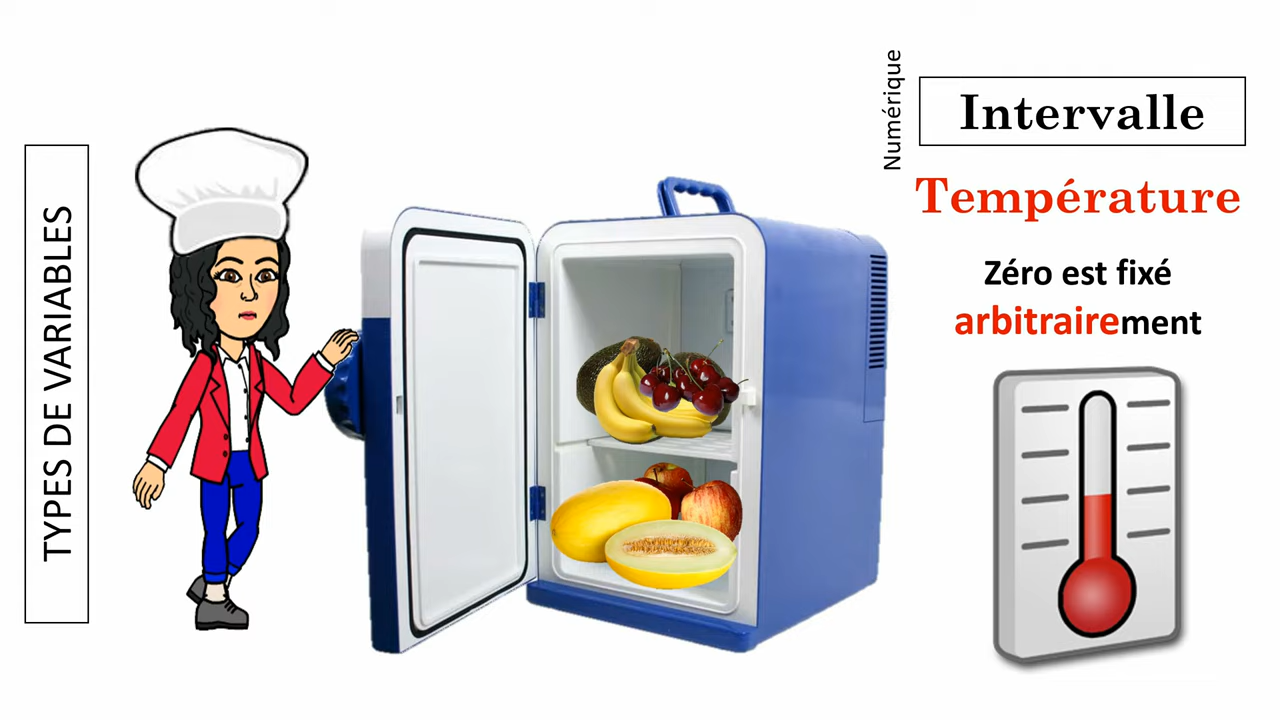 TYPES DE VARIABLES
Numérique
Intervalle
Température
Zéro est fixé
arbitrairement